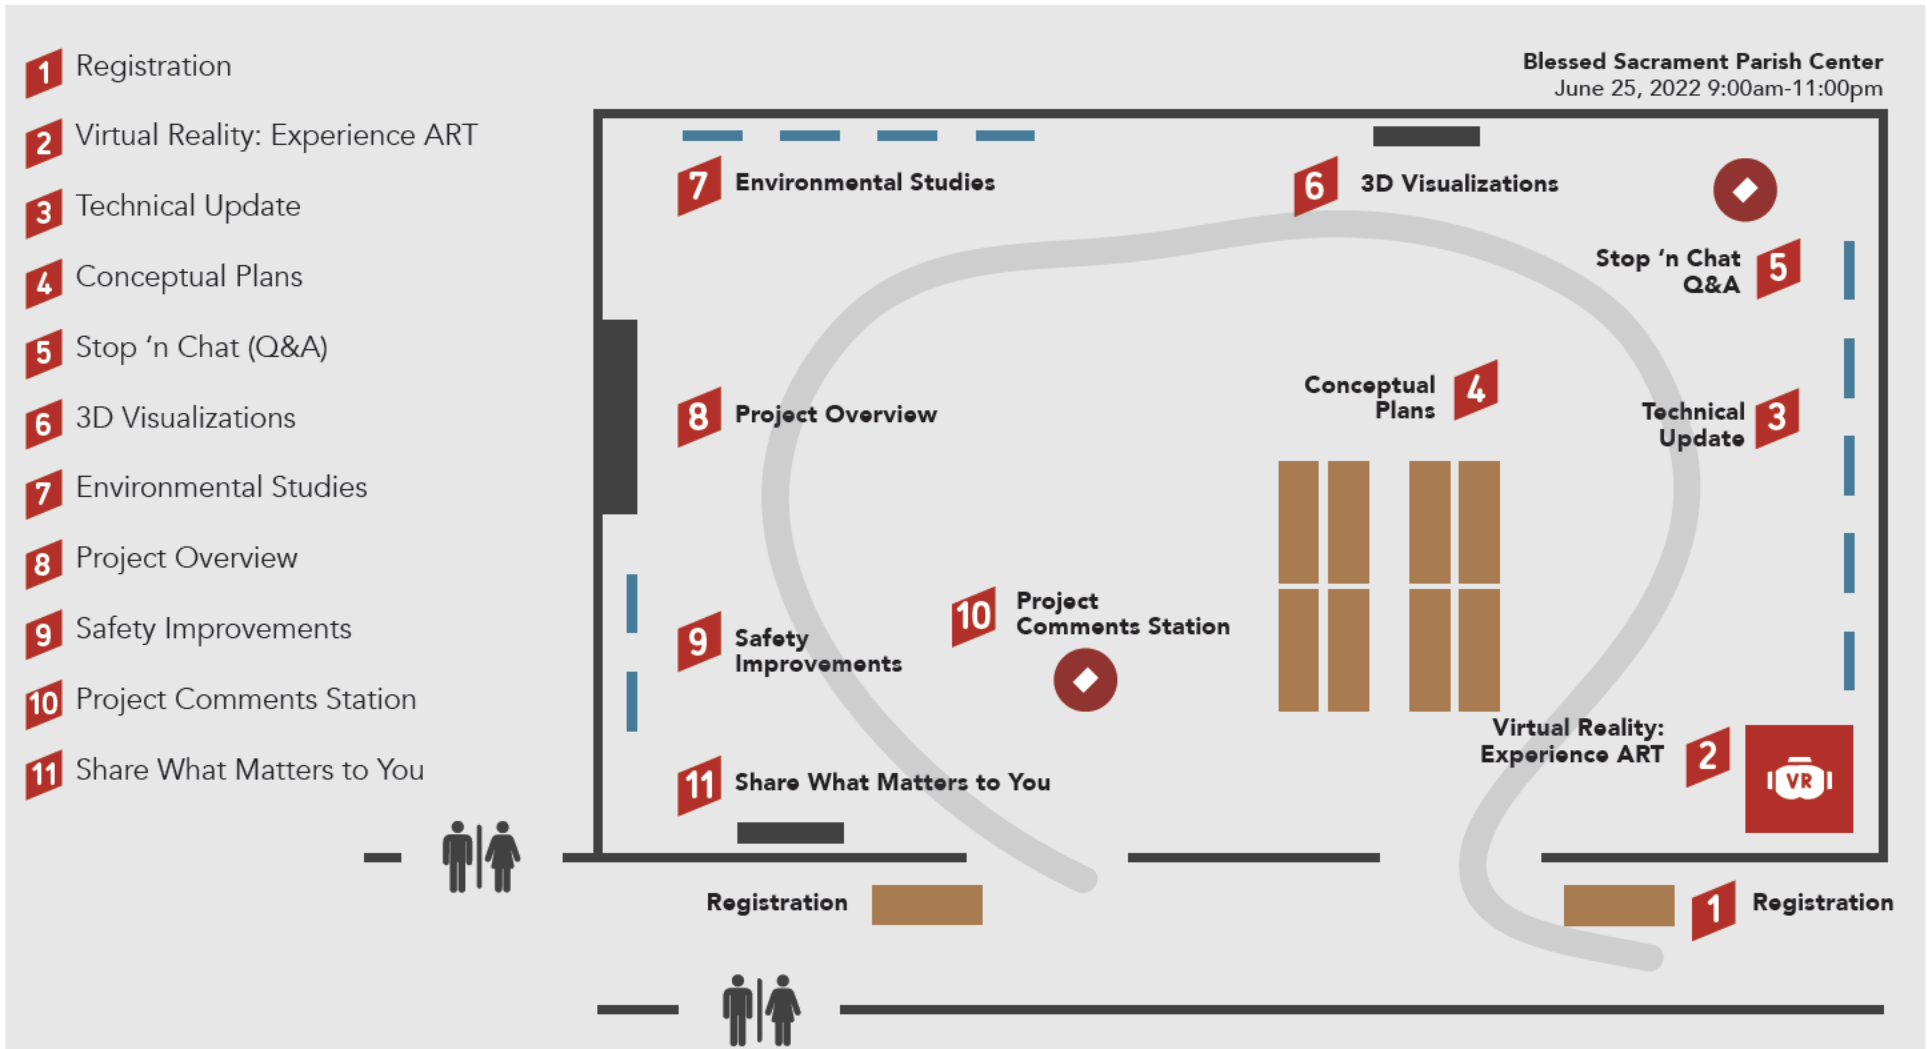 1 Registration
2 Virtual Reality: Experience ART
3 Technical Update
4 Conceptual Plans
5 Stop ‘n Chat (Q&A)
6 3D Visualizations
7 Environmental Studies
8 Project Overview
9 Safety Improvements
10 Project Comments Station
11 Share What Matters to You
Blessed Sacrament Parish Center
June 25, 2022 9:00am-11:00pm
7 Environmental Studies
6 3D Visualizations
Stop ‘n Chat
Q&A
5
Conceptual
Plans
4
Technical
Update
3
8 Project Overview
10
Project
Comments Station
9
Safety
Improvements
Virtual Reality:
Experience ART
2
VR
11 Share What Matters to You
Registration
1 Registration